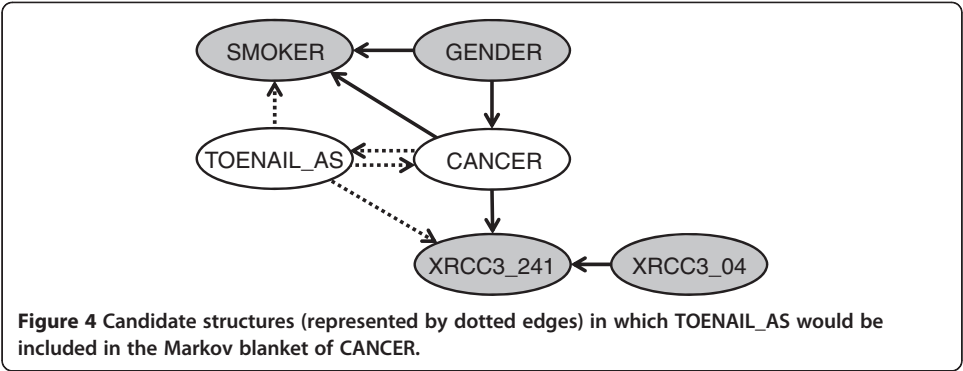 SMOKER GENDER
TOENAIL_AS CANCER
XRCC3_241 XRCC3_04
Figure 4 Candidate structures (represented by dotted edges) in which TOENAIL_AS would be
included in the Markov blanket of CANCER.